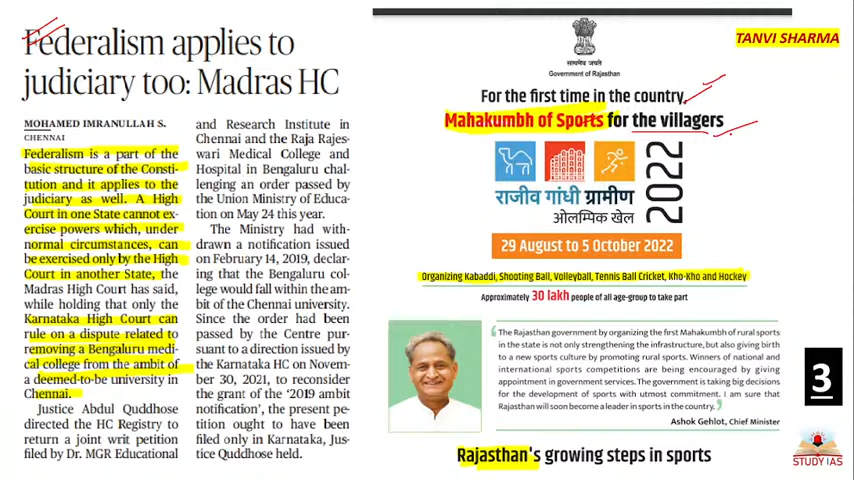 Federalism applies to
judiciary too: Madras HC
MOHAMED IMRANULLAH S.
CHENNAI
Federalism is a part of the
basic structure of the Consti-
tution and it applies to the
judiciary as well. A High
Court in one State cannot ex-
ercise powers which, under
normal circumstances, can
be exercised only by the High
Court in another State, the
Madras High Court has said,
while holding that only the
Karnataka High Court can
rule on a dispute related to
removing a Bengaluru medi-
cal college from the ambit of
a deemed-to-be university in
Chennai.
Justice Abdul Quddhose
directed the HC Registry to
return a joint writ petition
filed by Dr. MGR Educational
and Research Institute in
Chennai and the Raja Rajes-
wari Medical College and
Hospital in Bengaluru chal-
lenging an order passed by
the Union Ministry of Educa-
tion on May 24 this year.
The Ministry had with-
drawn a notification issued
on February 14, 2019, declar-
ing that the Bengaluru col-
lege would fall within the am-
bit of the Chennai university.
Since the order had been
passed by the Centre pur-
suant to a direction issued by
the Karnataka HC on Novem-
ber 30, 2021, to reconsider
the grant of the ‘2019 ambit
notification’, the present pe-
tition ought to have been
filed only in Karnataka, Jus-
tice Quddhose held.
TANVI SHARMA
सत्यमेव जयते
Government of Rajasthan
For the first time in the country,
Mahakumbh of Sports for the villagers
राजीव गांधी ग्रामीण
ओलम्पिक खेल
2022
29 August to 5 October 2022
Organizing Kabaddi, Shooting Ball, Volleyball, Tennis Ball Cricket, Kho-Kho and Hockey
Approximately 30 lakh people of all age-group to take part
The Rajasthan government by organizing the first Mahakumbh of rural sports
in the state is not only strengthening the infrastructure, but also giving birth
to a new sports culture by promoting rural sports. Winners of national and
international sports competitions are being encouraged by giving
appointment in government services. The government is taking big decisions
for the development of sports with utmost commitment. I am sure that
Rajasthan will soon become a leader in sports in the country.
Ashok Gehlot, Chief Minister
Rajasthan's growing steps in sports
3
STUDY IAS